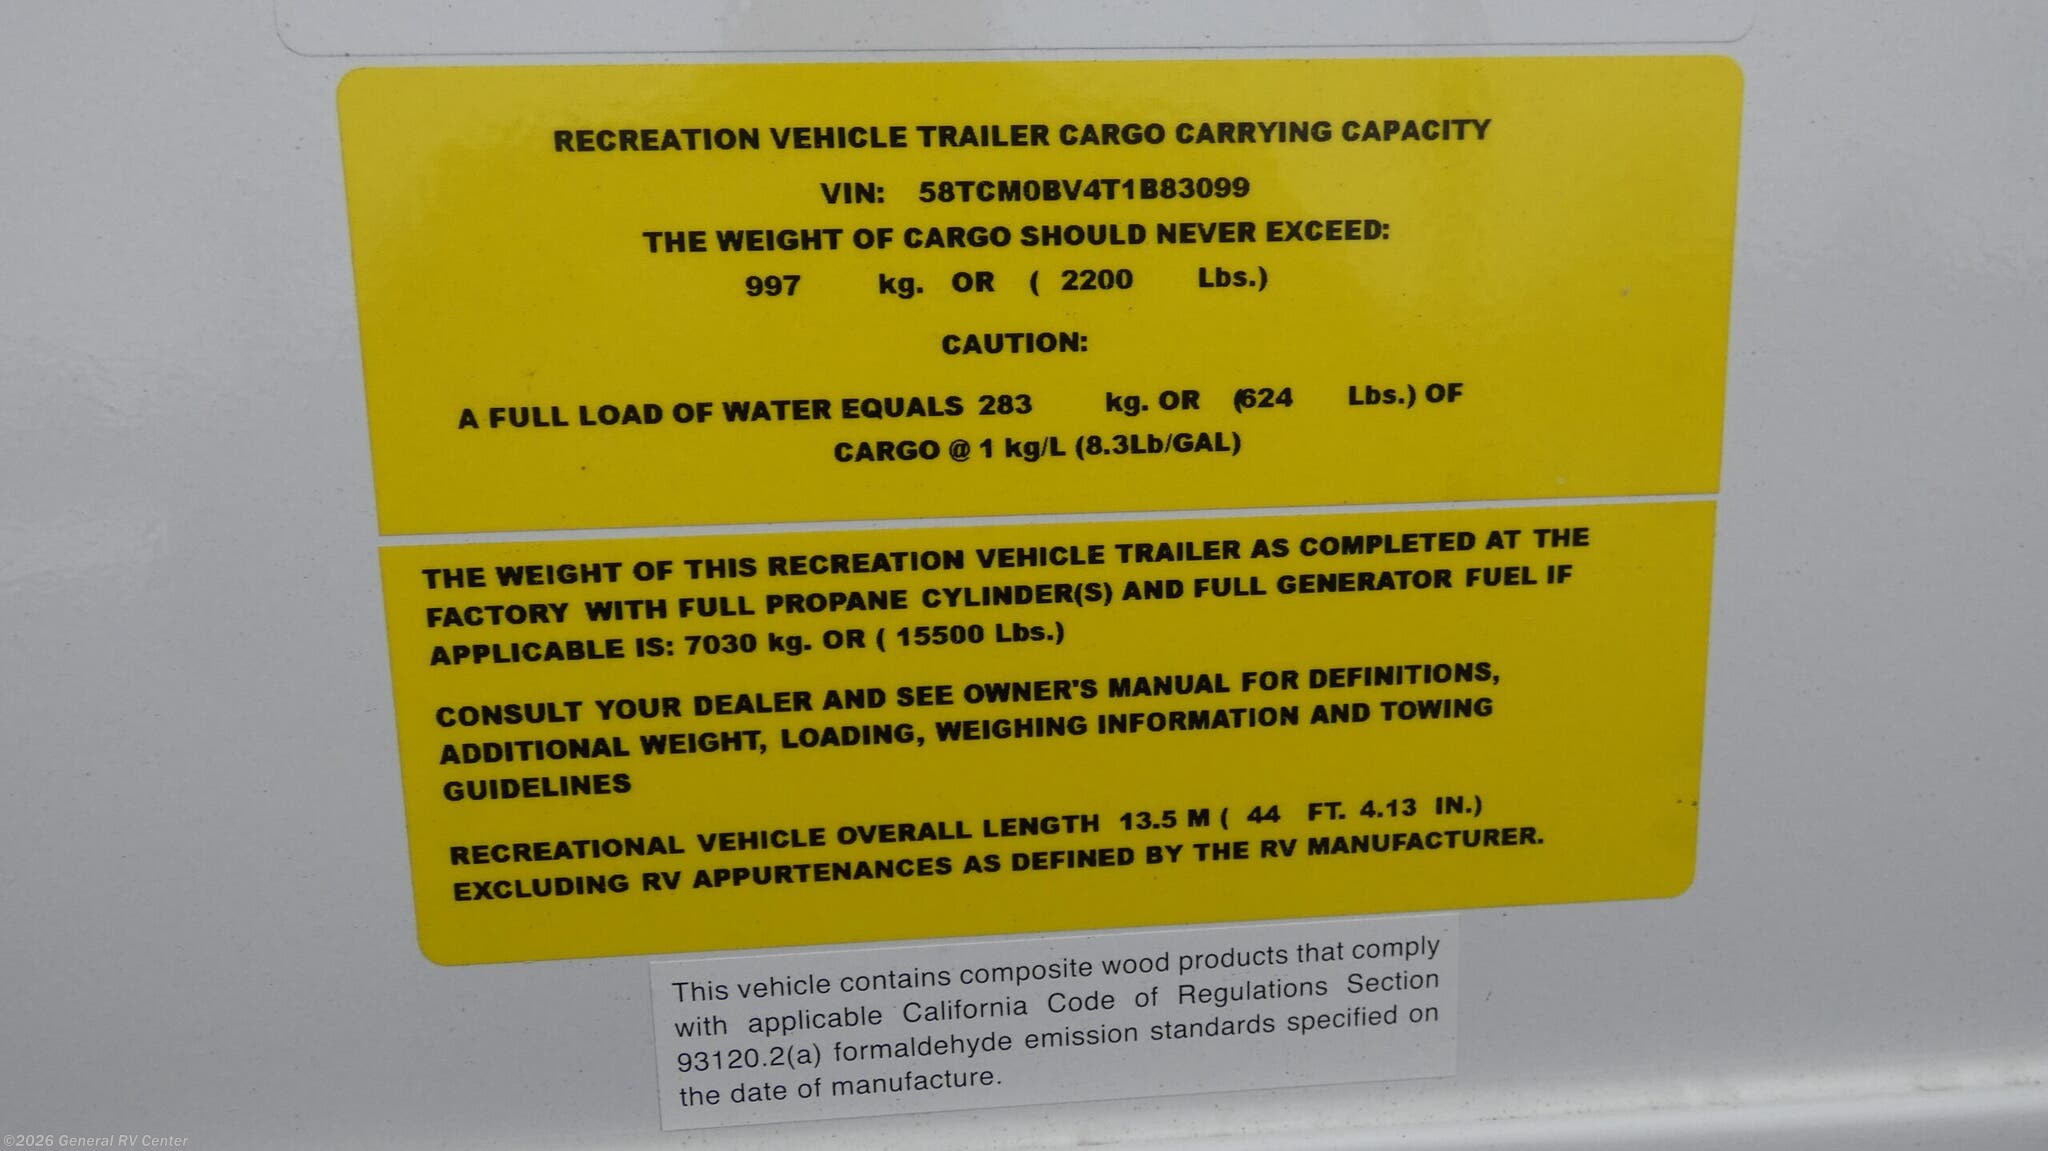 RECREATION VEHICLE TRAILER CARGO CARRYING CAPACITY
VIN: 58TCM0BV4T1B83099
THE WEIGHT OF CARGO SHOULD NEVER EXCEED:
997 kg. OR ( 2200 Lbs.)
CAUTION:
A FULL LOAD OF WATER EQUALS 283 kg. OR (624 Lbs.) OF
CARGO @ 1 kg/L (8.3Lb/GAL)
THE WEIGHT OF THIS RECREATION VEHICLE TRAILER AS COMPLETED AT THE
FACTORY WITH FULL PROPANE CYLINDER(S) AND FULL GENERATOR FUEL IF
APPLICABLE IS: 7030 kg. OR ( 15500 Lbs.)
CONSULT YOUR DEALER AND SEE OWNER'S MANUAL FOR DEFINITIONS,
ADDITIONAL WEIGHT, LOADING, WEIGHING INFORMATION AND TOWING
GUIDELINES
RECREATIONAL VEHICLE OVERALL LENGTH 13.5 M ( 44 FT. 4.13 IN.)
EXCLUDING RV APPURTENANCES AS DEFINED BY THE RV MANUFACTURER.
This vehicle contains composite wood products that comply
with applicable California Code of Regulations Section
93120.2(a) formaldehyde emission standards specified on
the date of manufacture.
©2026 General RV Center